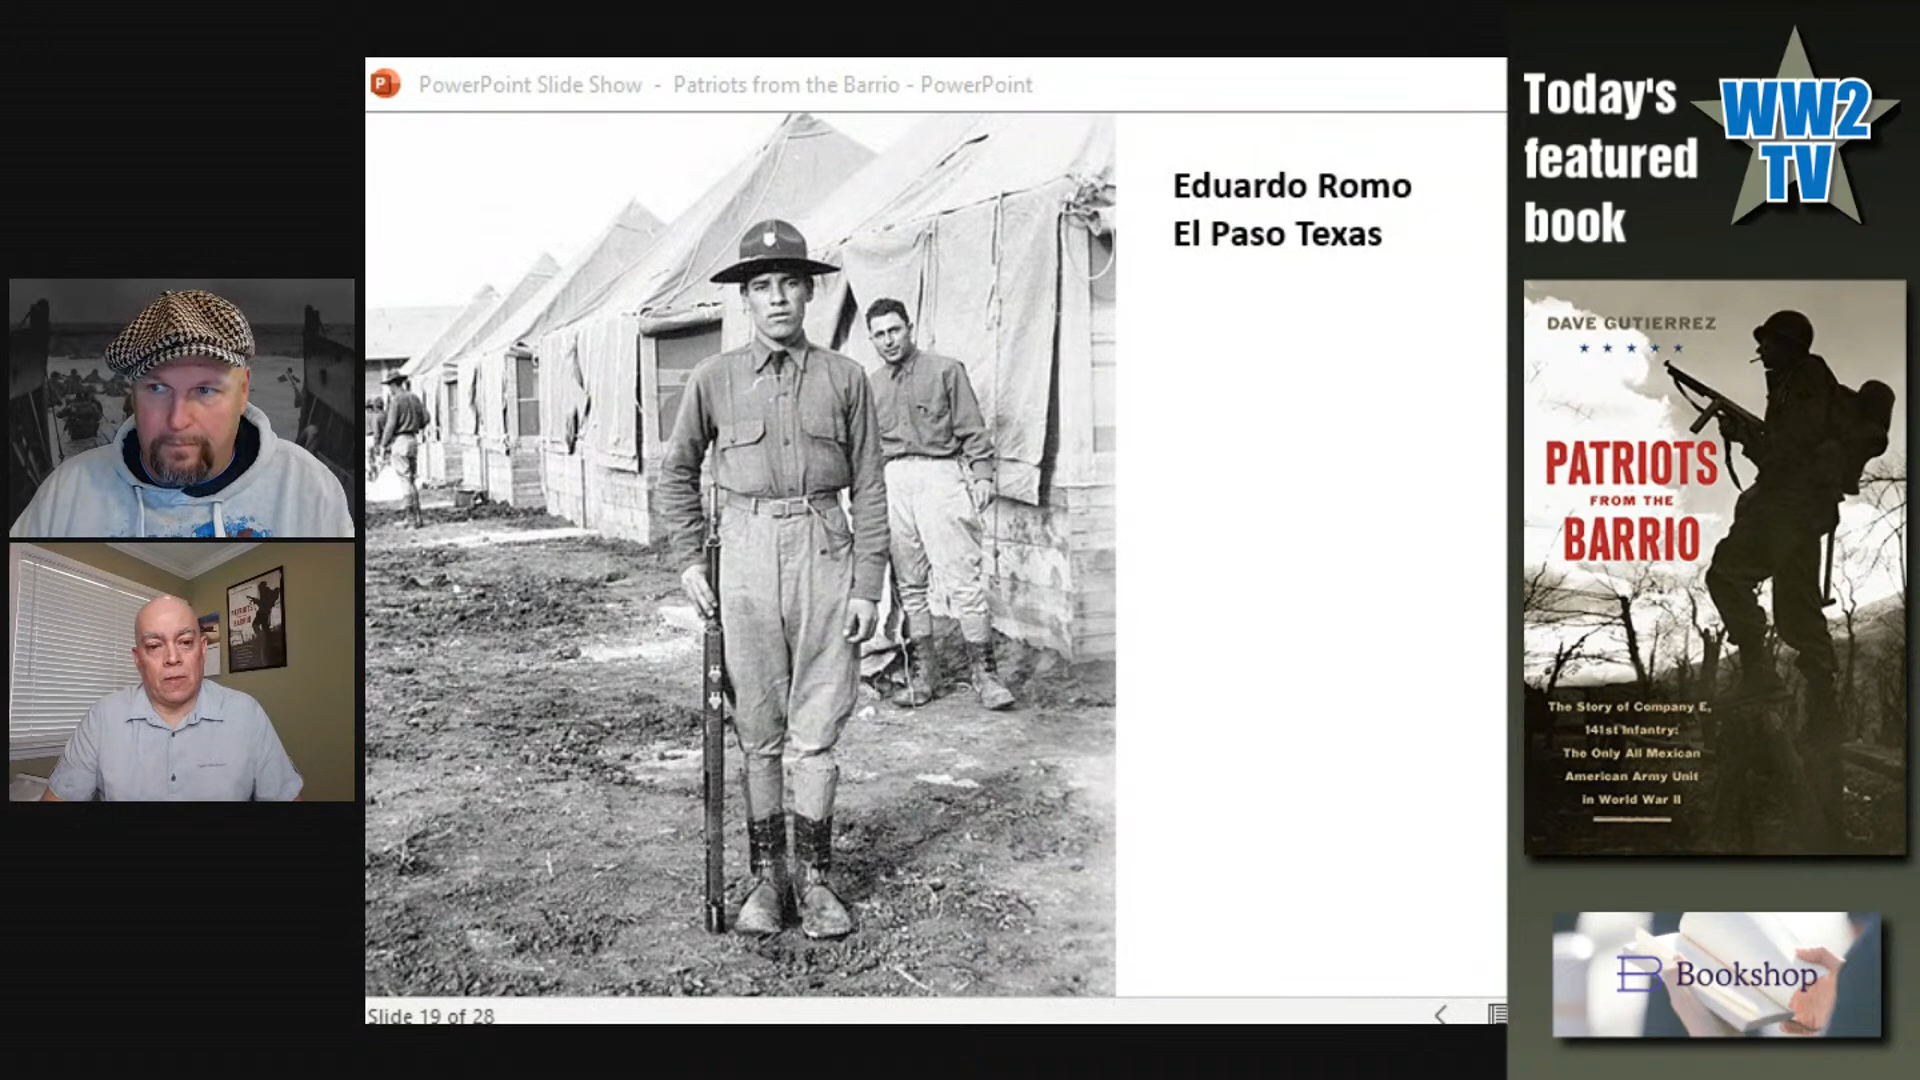 PowerPoint Slide Show - Patriots from the Barrio - PowerPoint
Eduardo Romo
El Paso Texas
Slide 19 of 28
Today's
featured
book
WW2
TV
DAVE GUTIERREZ
PATRIOTS
FROM THE
BARRIO
The Story of Company E,
141st Infantry:
The Only All Mexican
American Army Unit
in World War II
Bookshop
PATRIOTS
BARRIO